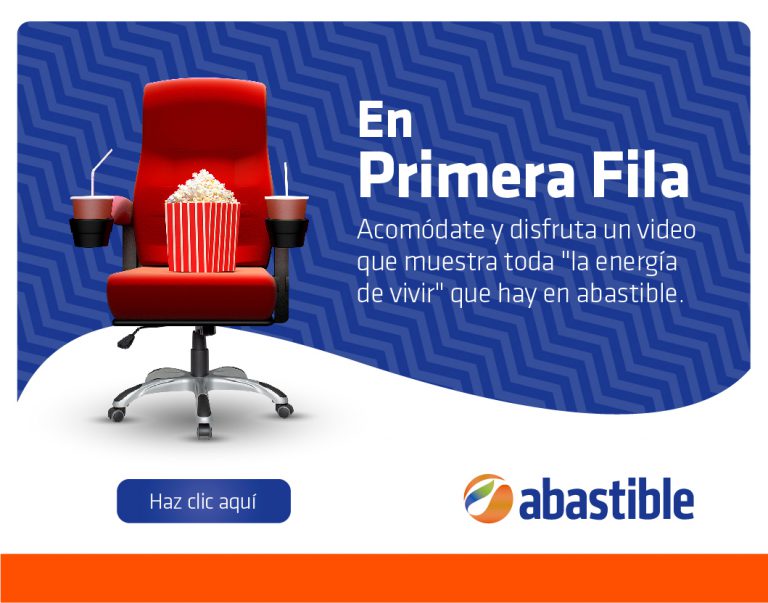 En
Primera Fila
Acomódate y disfruta un video
que muestra toda "la energía
de vivir" que hay en abastible.
Haz clic aquí
abastible